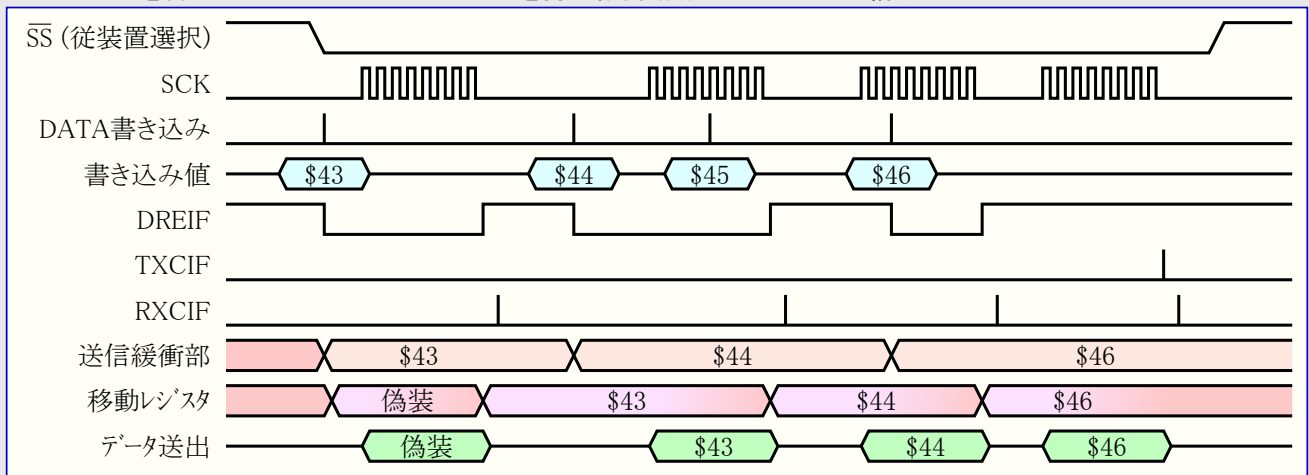 SS (従装置選択)
SCK
DATA書き込み
書き込み値 $43 $44 $45 $46
DREIF
TXCIF
RXCIF
送信緩衝部 $43 $44 $46
移動ﾚｼﾞｽﾀ 偽装 $43 $44 $46
ﾃﾞｰﾀ送出 偽装 $43 $44 $46